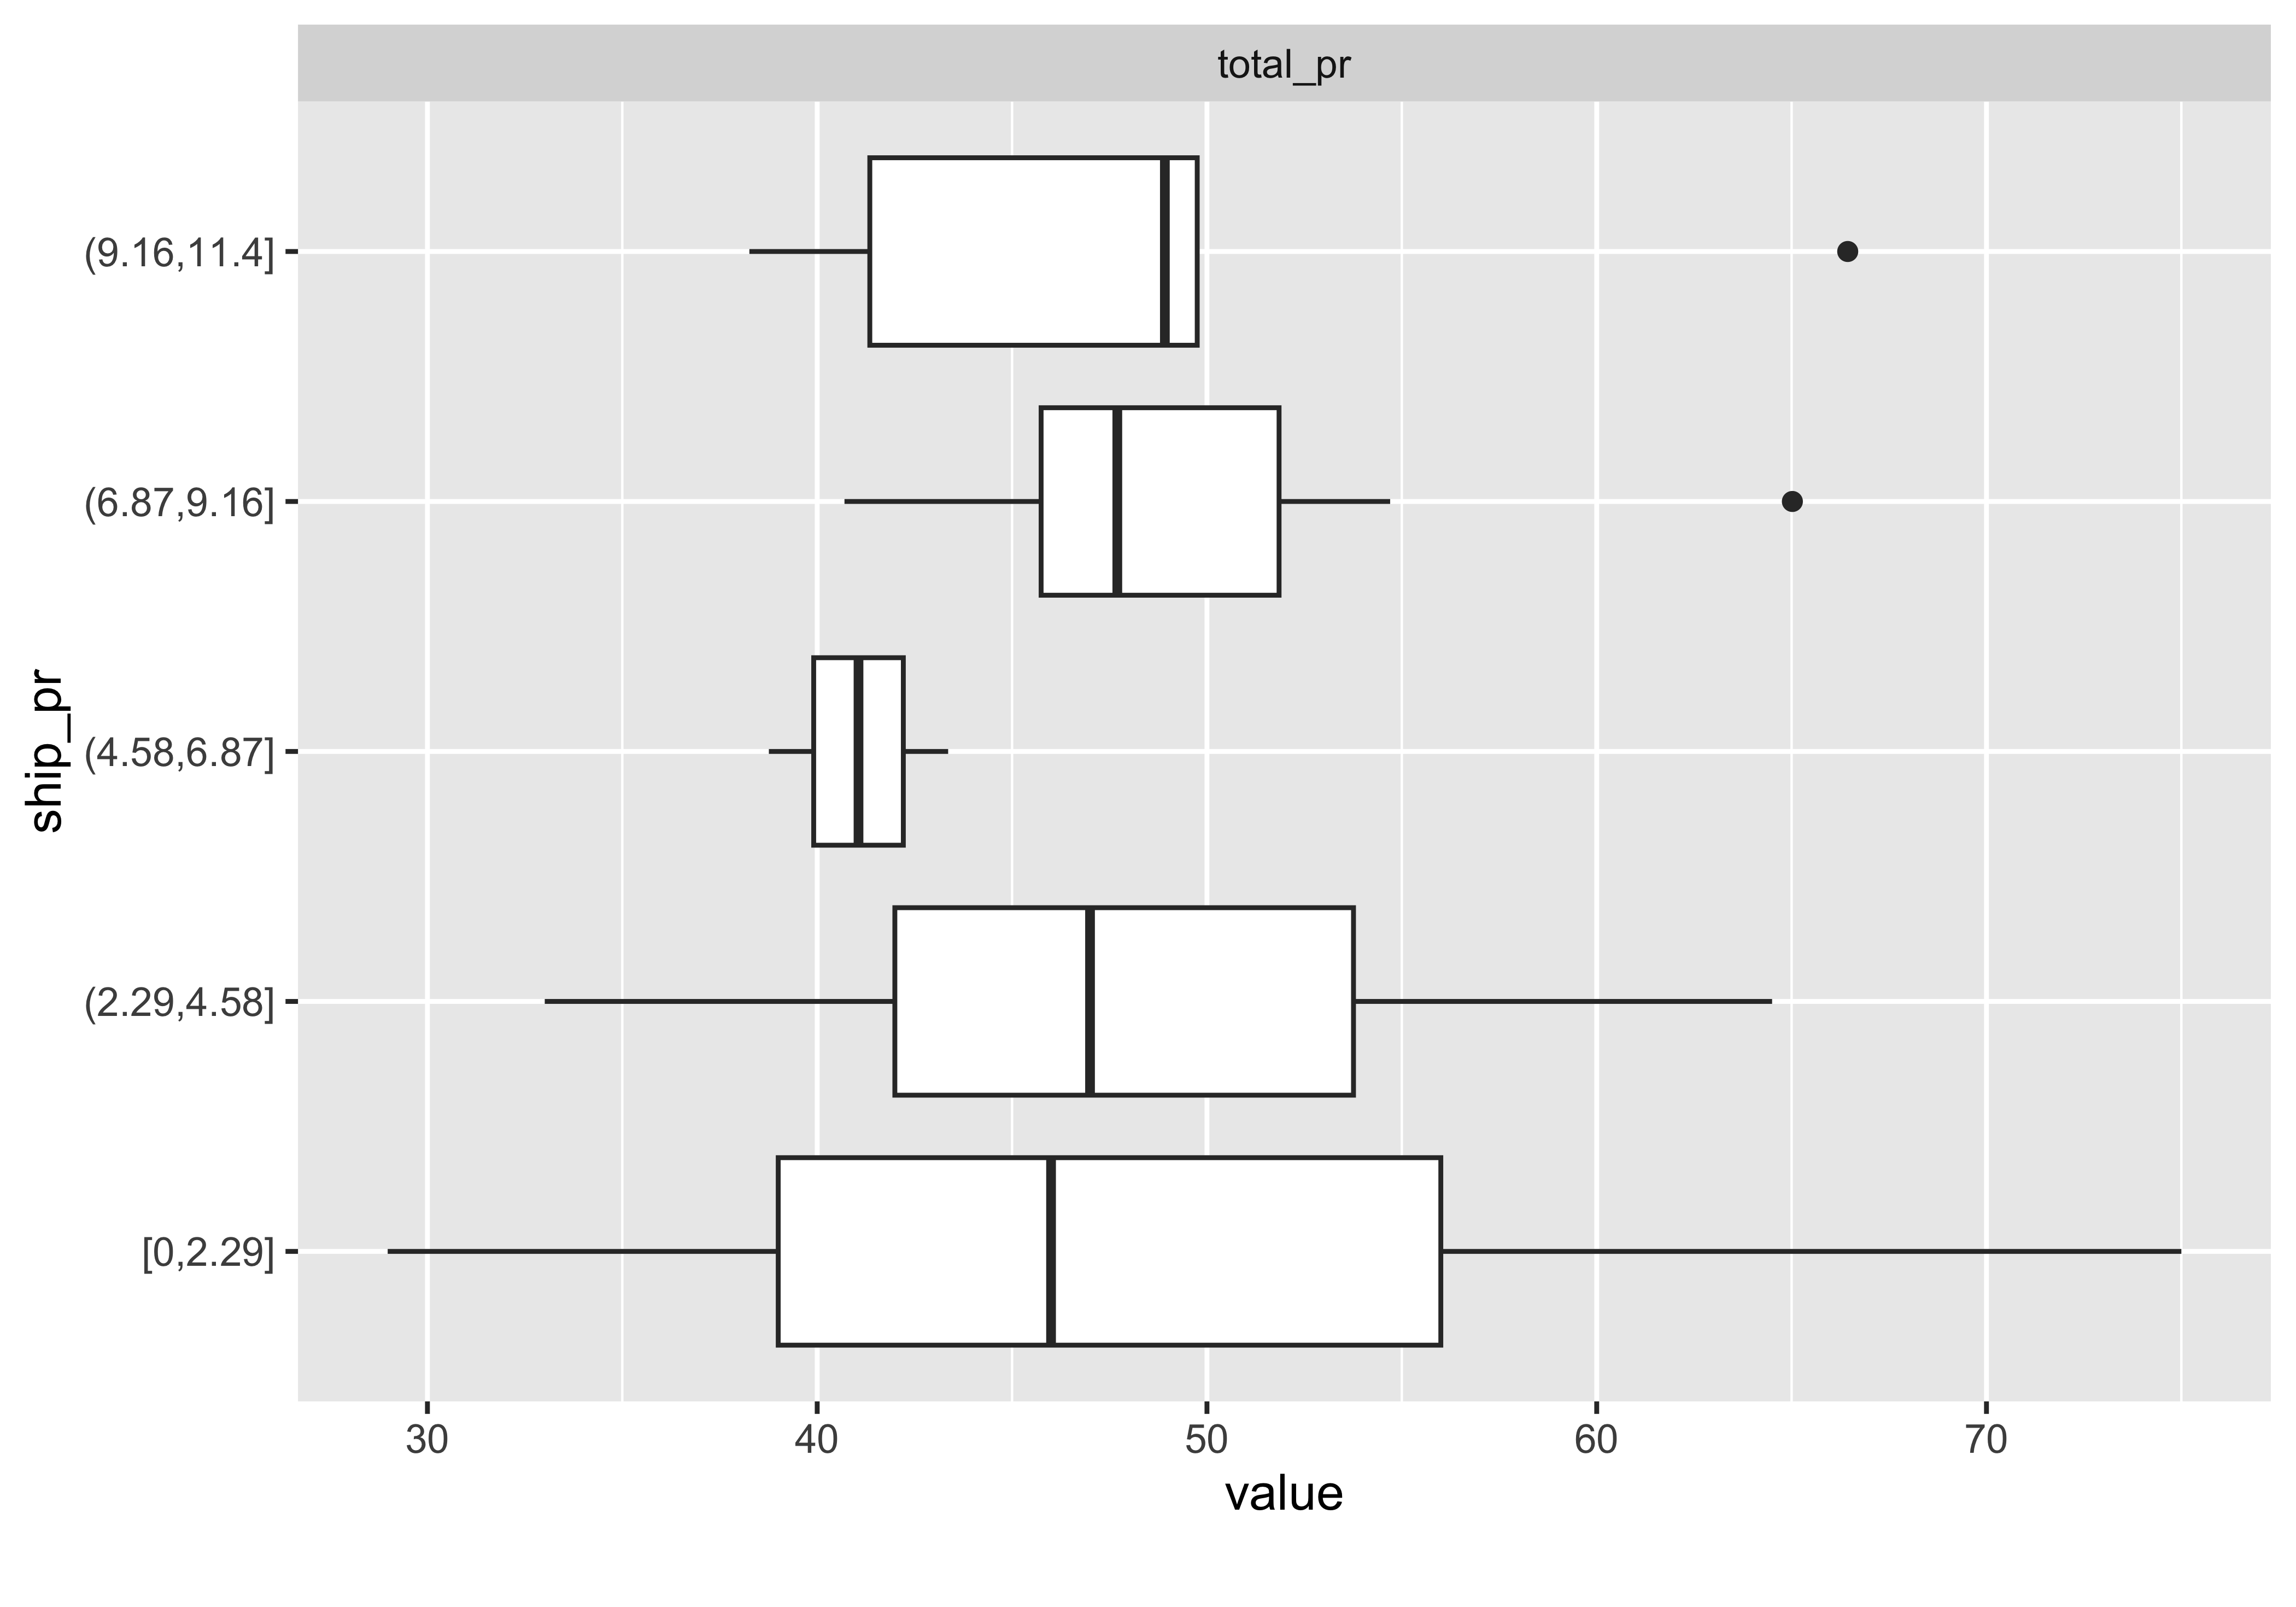 total_pr
ship_pr
(9.16,11.4]
(6.87,9.16]
(4.58,6.87]
(2.29,4.58]
[0,2.29]
30 40 50 60 70
value